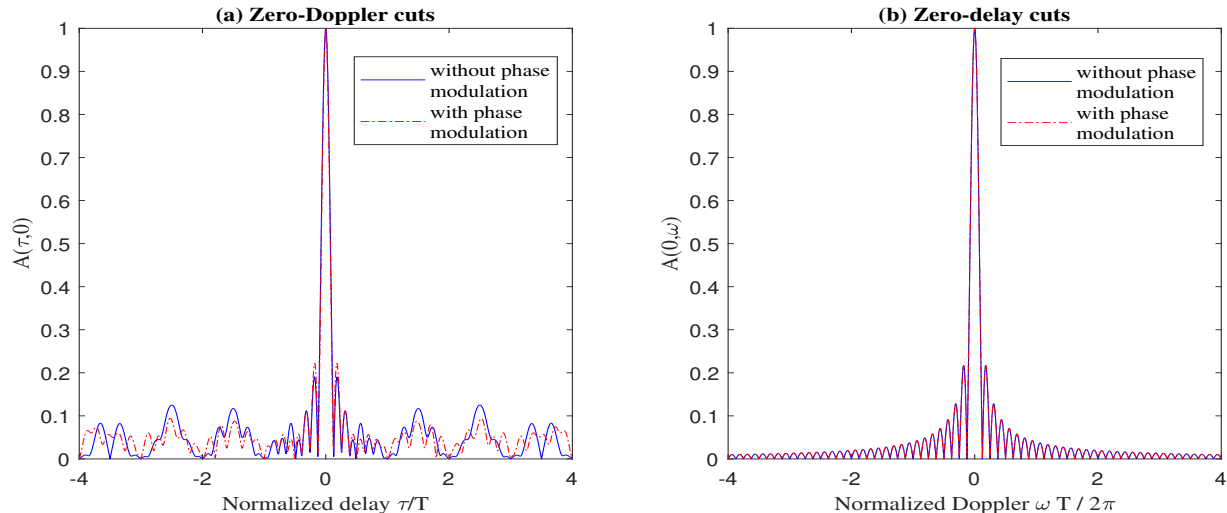 (a) Zero-Doppler cuts
1
0.9
0.8
0.7
0.6
0.5
0.4
0.3
0.2
0.1
0
A(τ,0)
without phase
modulation
with phase
modulation
-4
-2
0
2
4
Normalized delay τ/T
(b) Zero-delay cuts
1
0.9
0.8
0.7
0.6
0.5
0.4
0.3
0.2
0.1
0
A(0,ω)
without phase
modulation
with phase
modulation
-4
-2
0
2
4
Normalized Doppler ω T / 2π